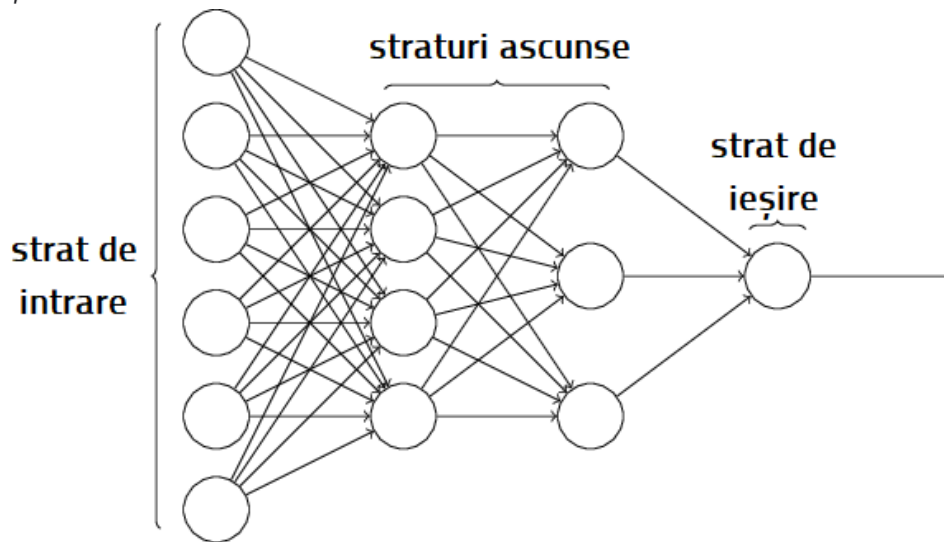 straturi ascunse
strat de
ieșire
strat de
intrare